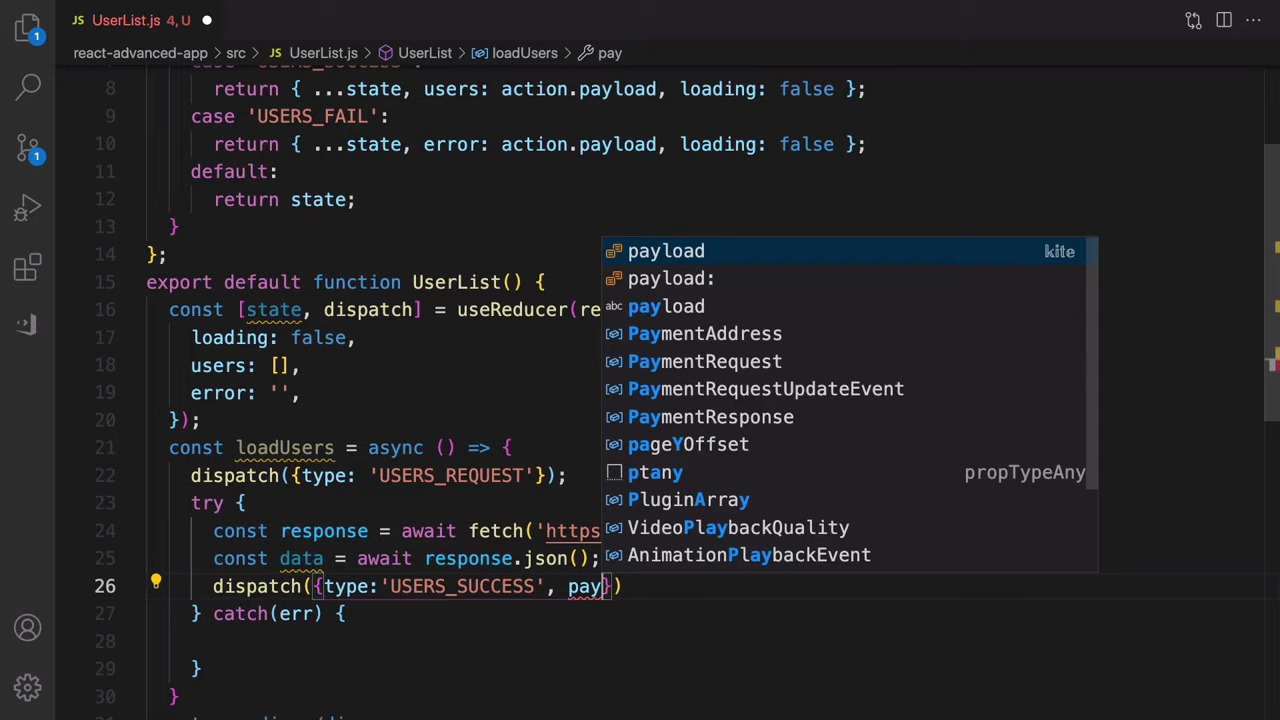 UserList.js 4, U
react-advanced-app > src > JS UserList.js > UserList > loadUsers > pay
8 return { ...state, users: action.payload, loading: false };
9 case 'USERS_FAIL':
10 return { ...state, error: action.payload, loading: false };
11 default:
12 return state;
13 }
14 };
15 export default function UserList() {
16 const [state, dispatch] = useReducer(re
17 loading: false,
18 users: [],
19 error: '',
20 });
21 const loadUsers = async () => {
22 dispatch({type: 'USERS_REQUEST'});
23 try {
24 const response = await fetch('https
25 const data = await response.json();
26 dispatch({type:'USERS_SUCCESS', pay})
27 } catch(err) {
28
29 }
30 }
payload kite
payload:
abc payload
PaymentAddress
PaymentRequest
PaymentRequestUpdateEvent
PaymentResponse
pageYOffset
ptany propTypeAny
PluginArray
VideoPlaybackQuality
AnimationPlaybackEvent
1
1
JS